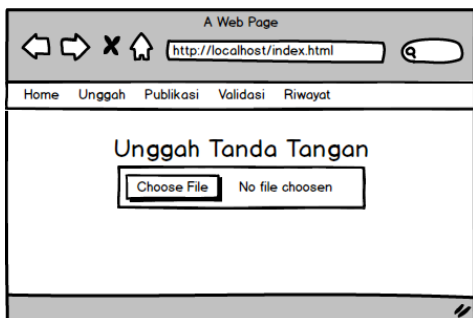 A Web Page
http://localhost/index.html
Home Unggah Publikasi Validasi Riwayat
Unggah Tanda Tangan
Choose File No file choosen